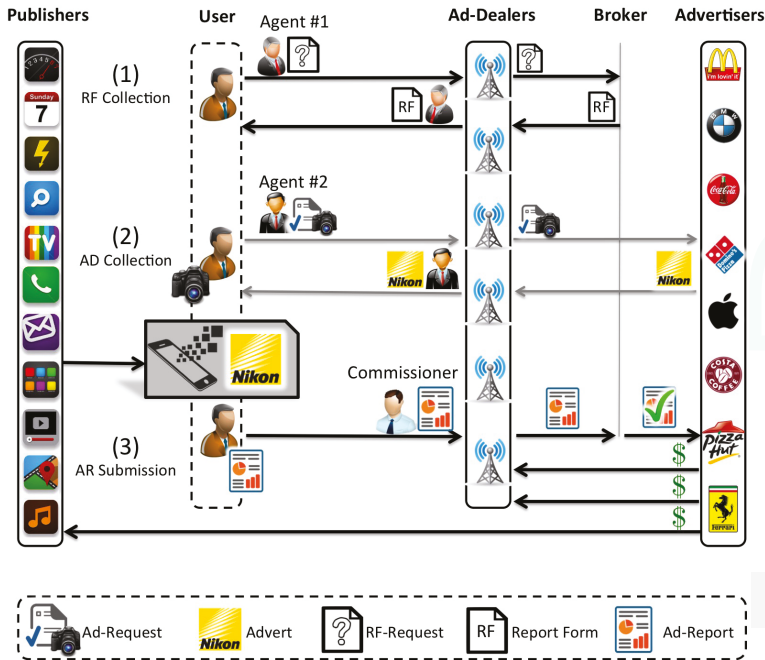 Publishers
User
Ad-Dealers
Broker
Advertisers
Agent #1
(1)
RF Collection
?
?
RF
RF
Sunday
7
i'm lovin' it
BMW
Coca-Cola
Agent #2
(2)
AD Collection
TV
Nikon
Nikon
Domino's
Pizza
Nikon
Commissioner
COSTA
COFFEE
(3)
AR Submission
Pizza
Hut
$
$
$
Ferrari
Ad-Request
Nikon
Advert
?
RF-Request
RF
Report Form
Ad-Report